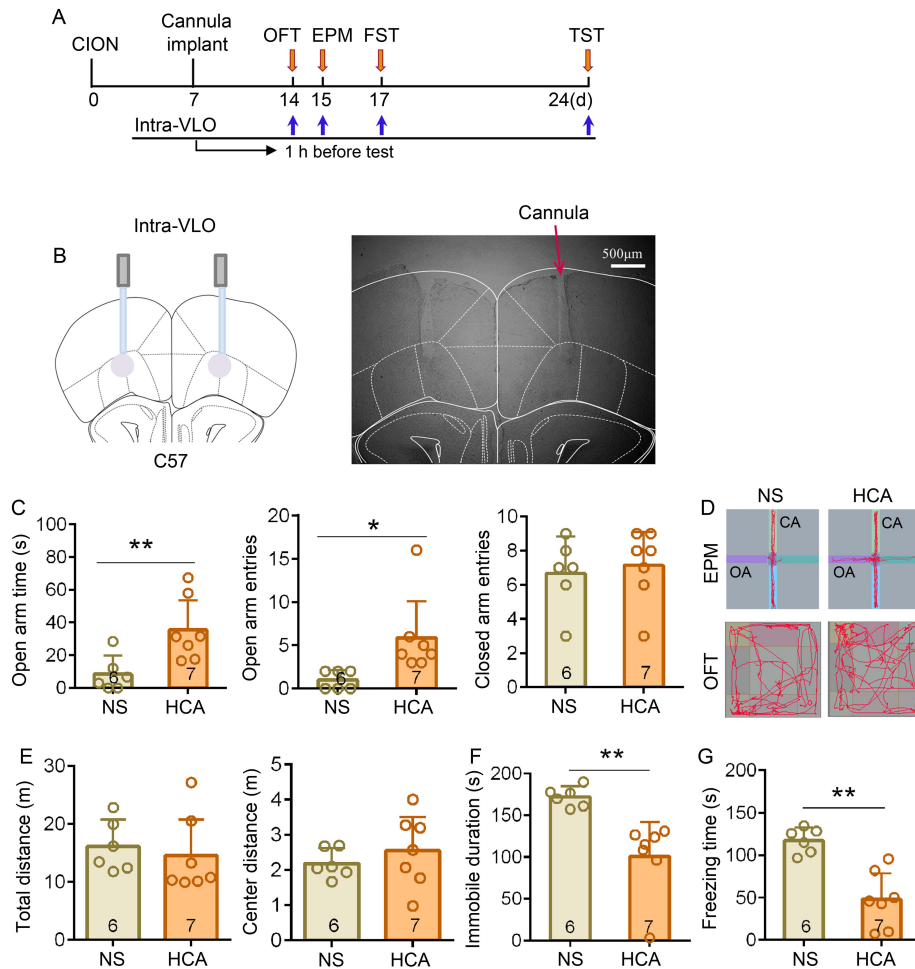 A
CION
Cannula
implant
OFT
EPM
FST
TST
0
7
14
15
17
24(d)
Intra-VLO
1 h before test
B
Intra-VLO
C57
Cannula
500μm
C
Open arm time (s)
100
80
60
40
20
0
**
6
7
NS
HCA
Open arm entries
20
15
10
5
0
*
6
7
NS
HCA
Closed arm entries
10
8
6
4
2
0
6
7
NS
HCA
D
NS
HCA
EPM
CA
OA
CA
OA
OFT
E
Total distance (m)
30
20
10
0
6
7
NS
HCA
Center distance (m)
5
4
3
2
1
0
6
7
NS
HCA
F
Immobile duration (s)
200
150
100
50
0
**
6
7
NS
HCA
G
Freezing time (s)
200
150
100
50
0
**
6
7
NS
HCA